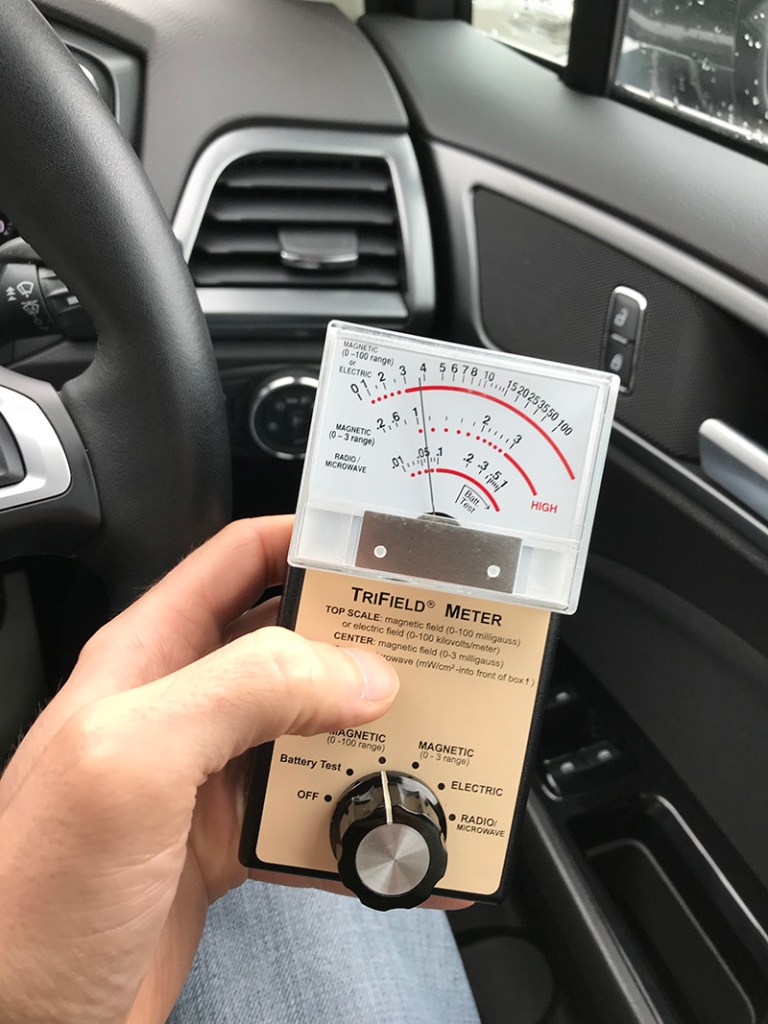 MAGNETIC
(0–100 range)
or
ELECTRIC
0 1 2 3 4 5 6 7 8 10 15 20 25 35 50 100
MAGNETIC
(0 – 3 range)
.2 .6 1 2 3
RADIO/
MICROWAVE
.01 .05 .1 .2 .3 .5 1
Batt.
Test
HIGH
TRIFIELD® METER
TOP SCALE: magnetic field (0-100 milligauss)
or electric field (0-100 kilovolts/meter)
CENTER: magnetic field (0-3 milligauss)
(mW/cm²-into front of box↑)
MAGNETIC
(0 -100 range)
MAGNETIC
(0 - 3 range)
Battery Test
ELECTRIC
OFF
RADIO/
MICROWAVE